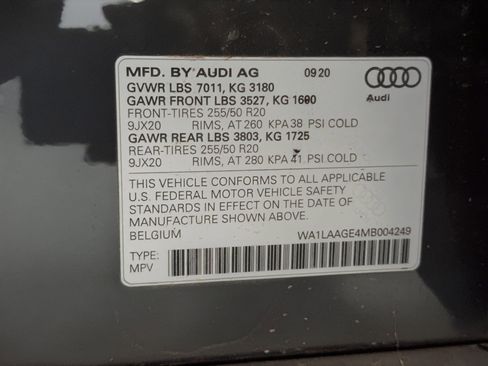 MFD. BY AUDI AG 09 20
GVWR LBS 7011, KG 3180
GAWR FRONT LBS 3527, KG 1600
FRONT-TIRES 255/50 R20
9JX20 RIMS, AT 260 KPA 38 PSI COLD
GAWR REAR LBS 3803, KG 1725
REAR-TIRES 255/50 R20
9JX20 RIMS, AT 280 KPA 41 PSI COLD
Audi
THIS VEHICLE CONFORMS TO ALL APPLICABLE
U.S. FEDERAL MOTOR VEHICLE SAFETY
STANDARDS IN EFFECT ON THE DATE OF
MANUFACTURE SHOWN ABOVE.
BELGIUM WA1LAAGE4MB004249
TYPE:
MPV